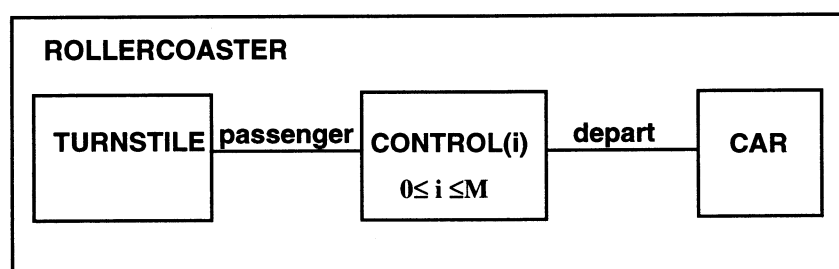 ROLLERCOASTER
TURNSTILE passenger CONTROL(i) depart CAR
0≤ i ≤M